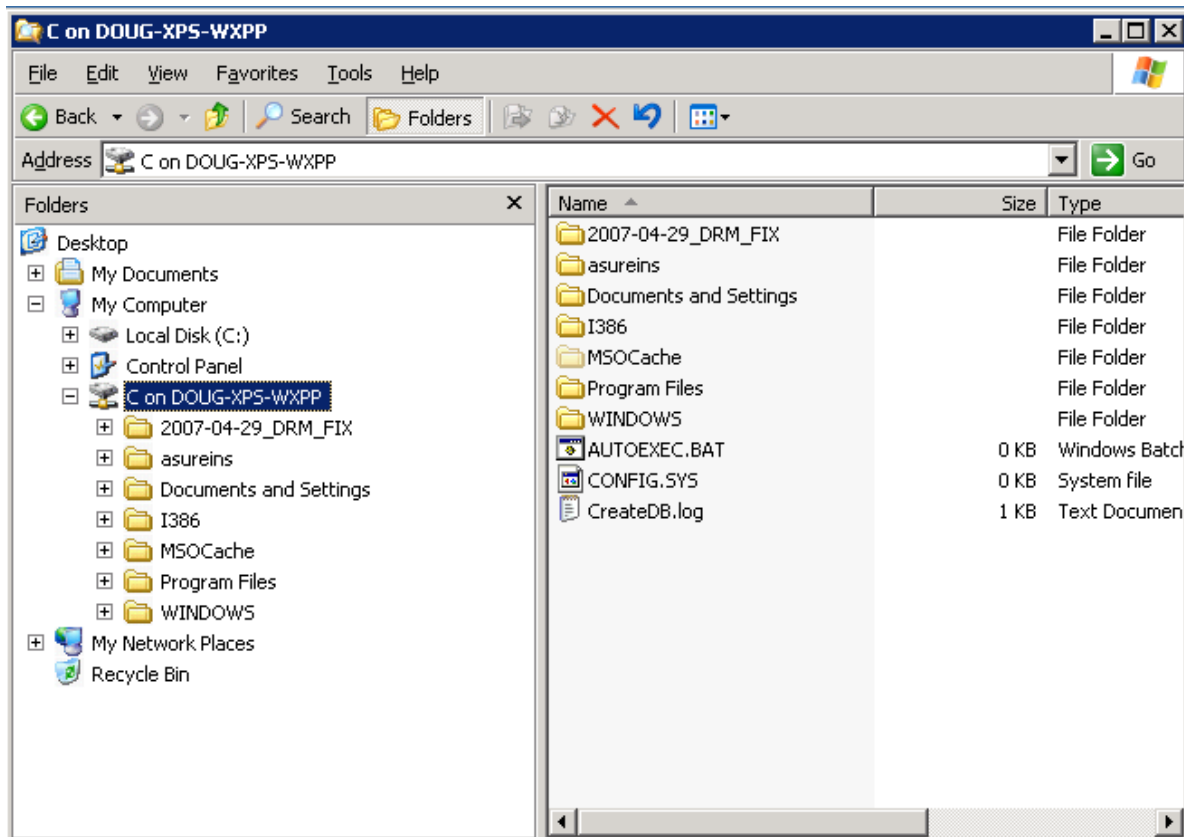 C on DOUG-XPS-WXPP
File Edit View Favorites Tools Help
Back Search Folders
Address C on DOUG-XPS-WXPP Go
Folders
Desktop
My Documents
My Computer
Local Disk (C:)
Control Panel
C on DOUG-XPS-WXPP
2007-04-29_DRM_FIX
asureins
Documents and Settings
I386
MSOCache
Program Files
WINDOWS
My Network Places
Recycle Bin
Name Size Type
2007-04-29_DRM_FIX File Folder
asureins File Folder
Documents and Settings File Folder
I386 File Folder
MSOCache File Folder
Program Files File Folder
WINDOWS File Folder
AUTOEXEC.BAT 0 KB Windows Batch
CONFIG.SYS 0 KB System file
CreateDB.log 1 KB Text Documen